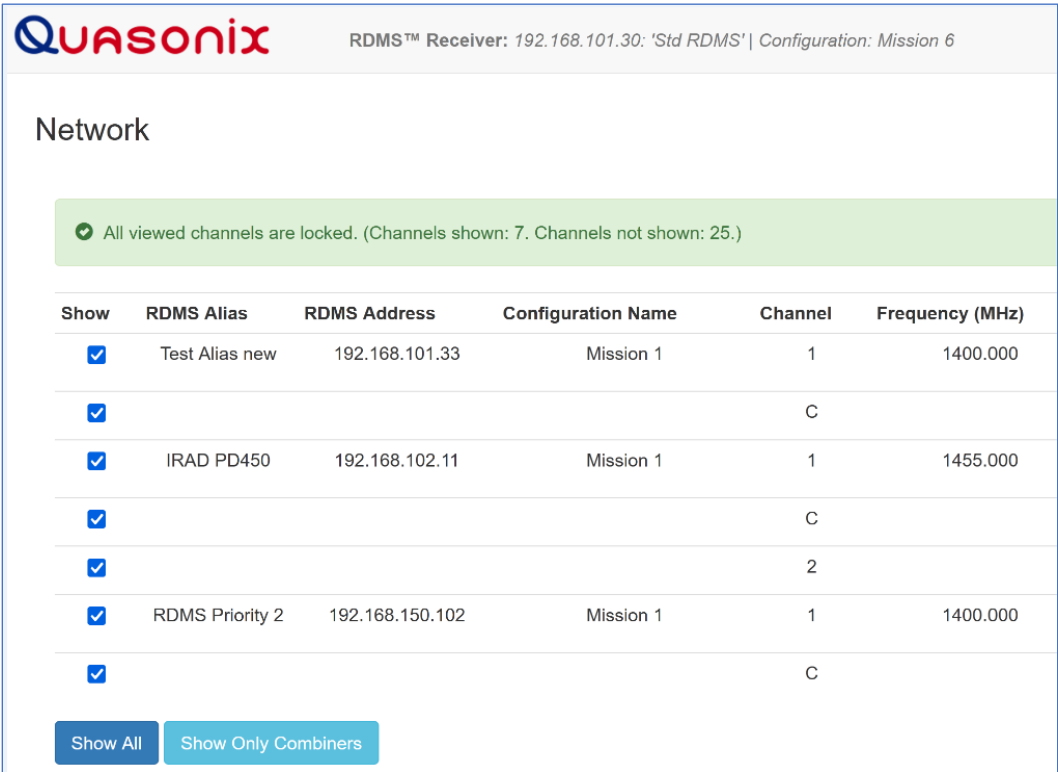 Quasonix RDMS™ Receiver: 192.168.101.30: 'Std RDMS' | Configuration: Mission 6
Network
All viewed channels are locked. (Channels shown: 7. Channels not shown: 25.)
Show RDMS Alias RDMS Address Configuration Name Channel Frequency (MHz)
Test Alias new 192.168.101.33 Mission 1 1 1400.000
C
IRAD PD450 192.168.102.11 Mission 1 1 1455.000
C
2
RDMS Priority 2 192.168.150.102 Mission 1 1 1400.000
C
Show All Show Only Combiners